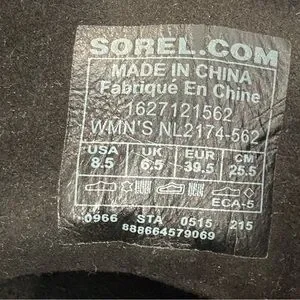 SOREL.COM
MADE IN CHINA
Fabriqué En Chine
1627121562
WMN'S NL2174-562
USA UK EUR CM
8.5 6.5 39.5 25.5
ECA-5
0966 STA 0515 215
888664579069